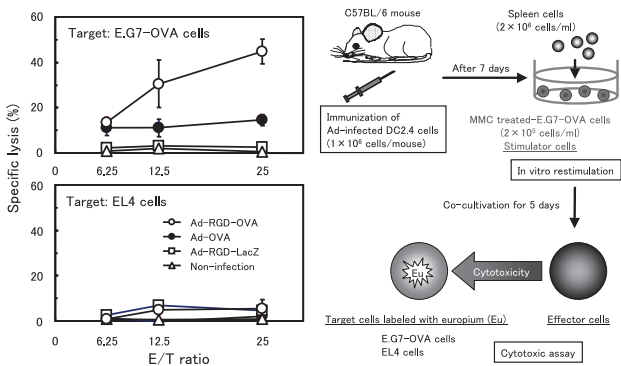 Target: E.G7-OVA cells
60
40
20
0
0
6.25
12.5
25
Specific lysis (%)
Target: EL4 cells
Ad-RGD-OVA
Ad-OVA
Ad-RGD-LacZ
Non-infection
60
40
20
0
0
6.25
12.5
25
E/T ratio
C57BL/6 mouse
Immunization of
Ad-infected DC2.4 cells
(1×10⁶ cells/mouse)
After 7 days
Spleen cells
(2×10⁶ cells/ml)
MMC treated-E.G7-OVA cells
(2×10⁵ cells/ml)
Stimulator cells
In vitro restimulation
Co-cultivation for 5 days
Eu
Cytotoxicity
Target cells labeled with europium (Eu)
Effector cells
E.G7-OVA cells
EL4 cells
Cytotoxic assay